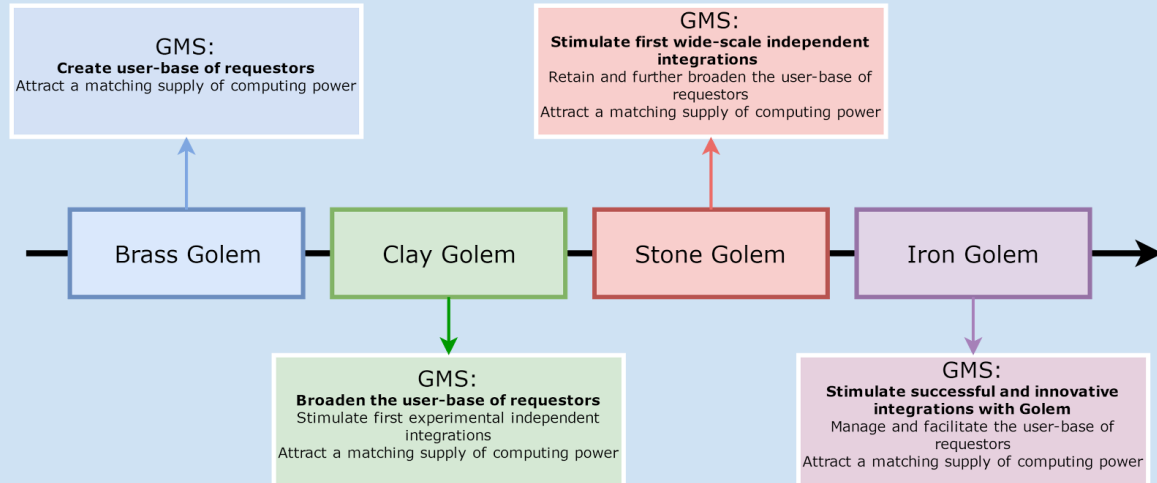 GMS:
Create user-base of requestors
Attract a matching supply of computing power
GMS:
Stimulate first wide-scale independent
integrations
Retain and further broaden the user-base of
requestors
Attract a matching supply of computing power
Brass Golem
Clay Golem
Stone Golem
Iron Golem
GMS:
Broaden the user-base of requestors
Stimulate first experimental independent
integrations
Attract a matching supply of computing power
GMS:
Stimulate successful and innovative
integrations with Golem
Manage and facilitate the user-base of
requestors
Attract a matching supply of computing power